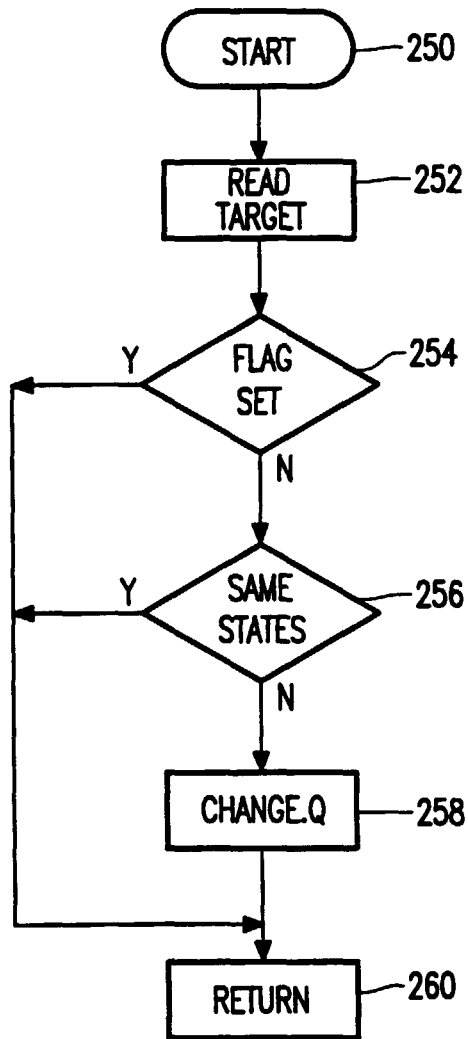 START
250
READ
TARGET
252
Y
FLAG
SET
254
N
Y
SAME
STATES
256
N
CHANGE.Q
258
RETURN
260